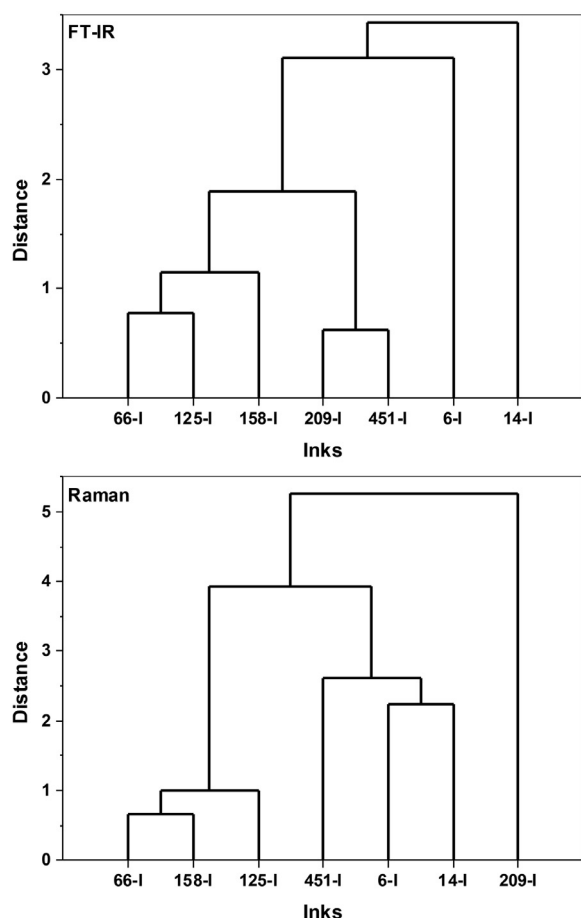 FT-IR
3
2
1
0
Distance
66-I 125-I 158-I 209-I 451-I 6-I 14-I
Inks
Raman
5
4
3
2
1
0
Distance
66-I 158-I 125-I 451-I 6-I 14-I 209-I
Inks